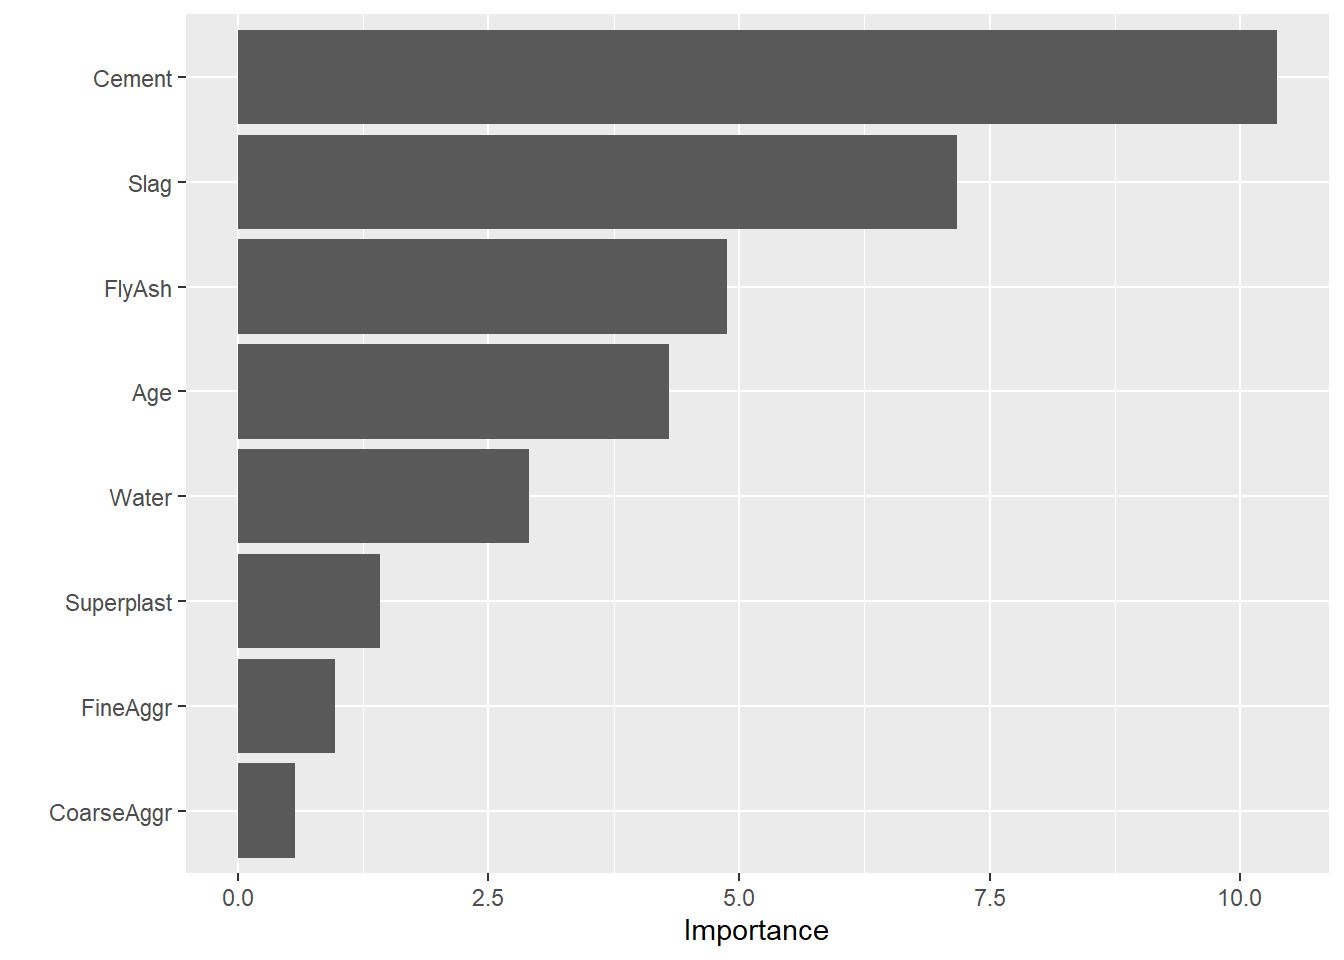 Cement
Slag
FlyAsh
Age
Water
Superplast
FineAggr
CoarseAggr
0.0 2.5 5.0 7.5 10.0
Importance